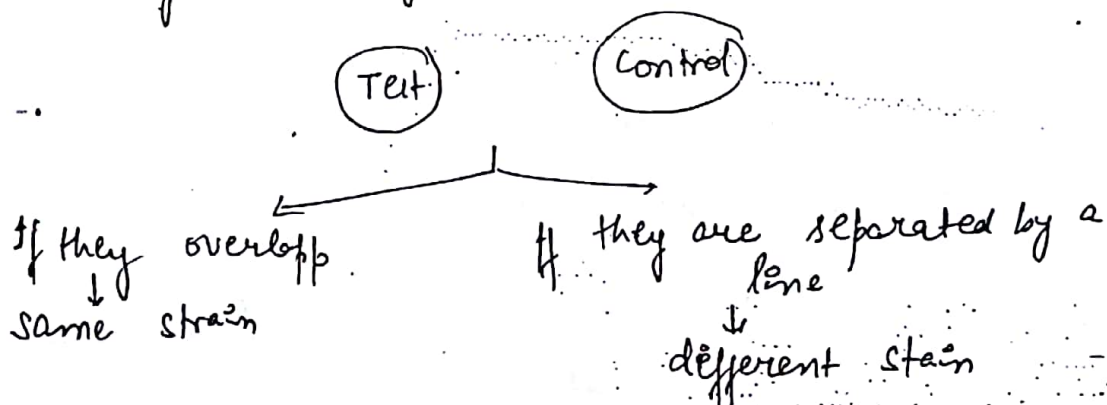 Test Control
If they overlapp. If they are separated by a
line
same strain
different stain